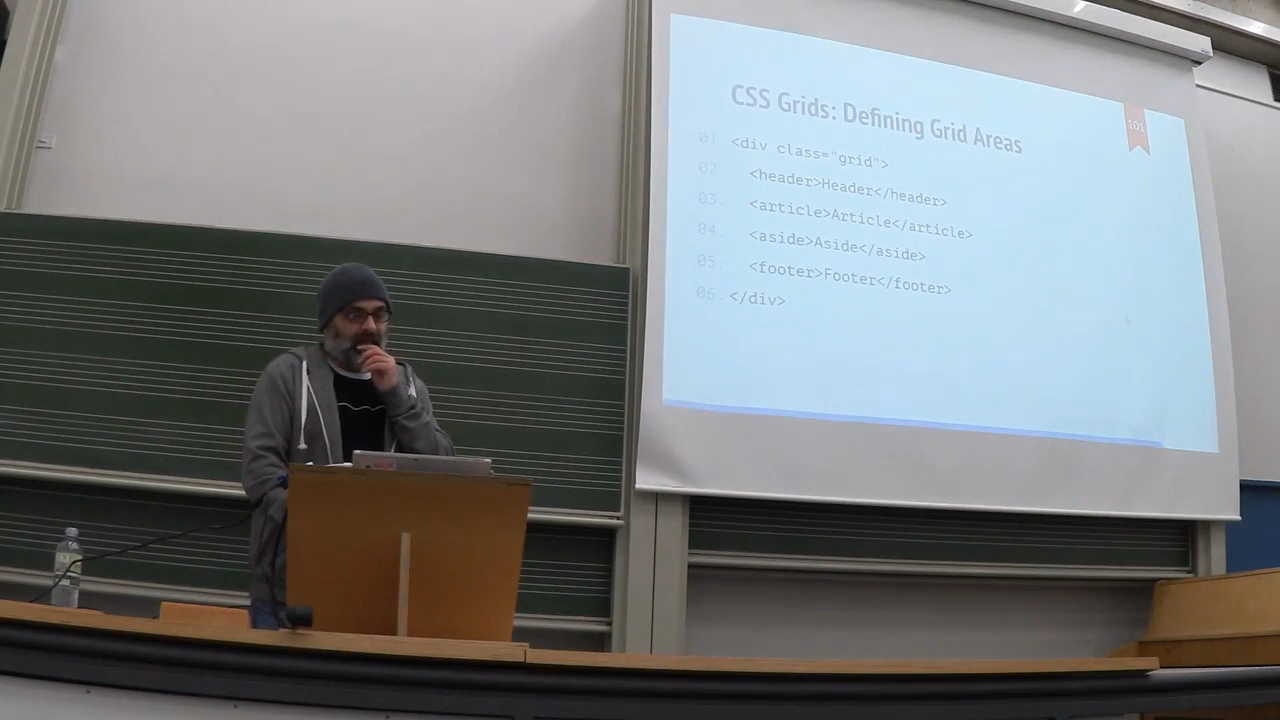 CSS Grids: Defining Grid Areas
101
01. <div class="grid">
02. <header>Header</header>
03. <article>Article</article>
04. <aside>Aside</aside>
05. <footer>Footer</footer>
06. </div>